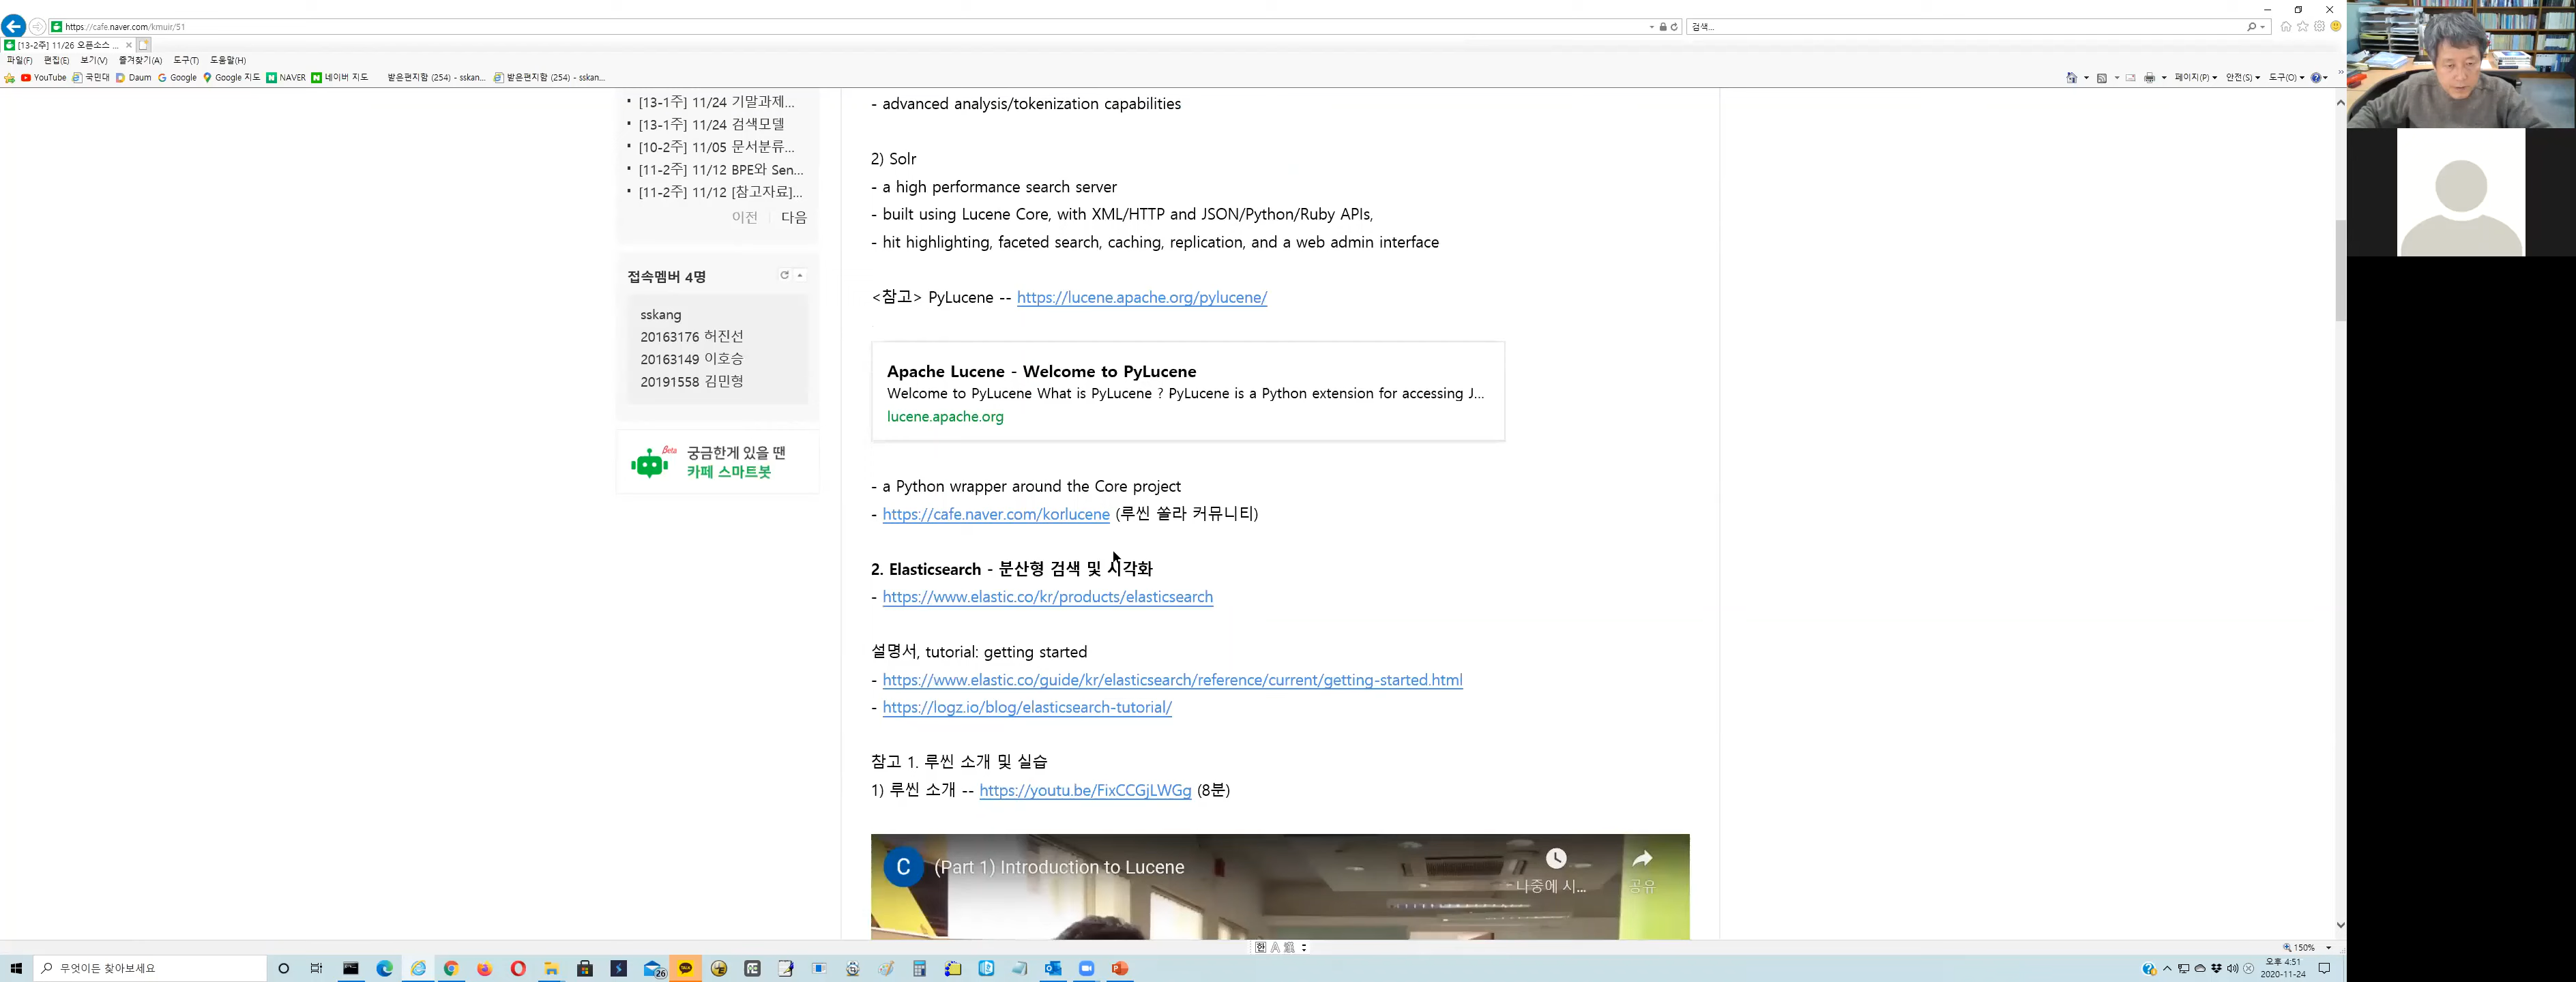 https://cafe.naver.com/kmuir/51
검색...
[13-2주] 11/26 오픈소스 ...
파일(F) 편집(E) 보기(V) 즐겨찾기(A) 도구(T) 도움말(H)
YouTube 국민대 Daum Google Google 지도 NAVER 네이버 지도 받은편지함 (254) - sskan... 받은편지함 (254) - sskan...
페이지(P) 안전(S) 도구(O)
[13-1주] 11/24 기말과제...
[13-1주] 11/24 검색모델
[10-2주] 11/05 문서분류...
[11-2주] 11/12 BPE와 Sen...
[11-2주] 11/12 [참고자료]...
이전 다음
접속멤버 4명
sskang
20163176 허진선
20163149 이호승
20191558 김민형
Beta 궁금한게 있을 땐
카페 스마트봇
- advanced analysis/tokenization capabilities
2) Solr
- a high performance search server
- built using Lucene Core, with XML/HTTP and JSON/Python/Ruby APIs,
- hit highlighting, faceted search, caching, replication, and a web admin interface
<참고> PyLucene -- https://lucene.apache.org/pylucene/
Apache Lucene - Welcome to PyLucene
Welcome to PyLucene What is PyLucene ? PyLucene is a Python extension for accessing J...
lucene.apache.org
- a Python wrapper around the Core project
- https://cafe.naver.com/korlucene (루씬 쏠라 커뮤니티)
2. Elasticsearch - 분산형 검색 및 시각화
- https://www.elastic.co/kr/products/elasticsearch
설명서, tutorial: getting started
- https://www.elastic.co/guide/kr/elasticsearch/reference/current/getting-started.html
- https://logz.io/blog/elasticsearch-tutorial/
참고 1. 루씬 소개 및 실습
1) 루씬 소개 -- https://youtu.be/FixCCGjLWGg (8분)
C (Part 1) Introduction to Lucene
나중에 시...
공유
150%
무엇이든 찾아보세요
26
TALK
오후 4:51
2020-11-24